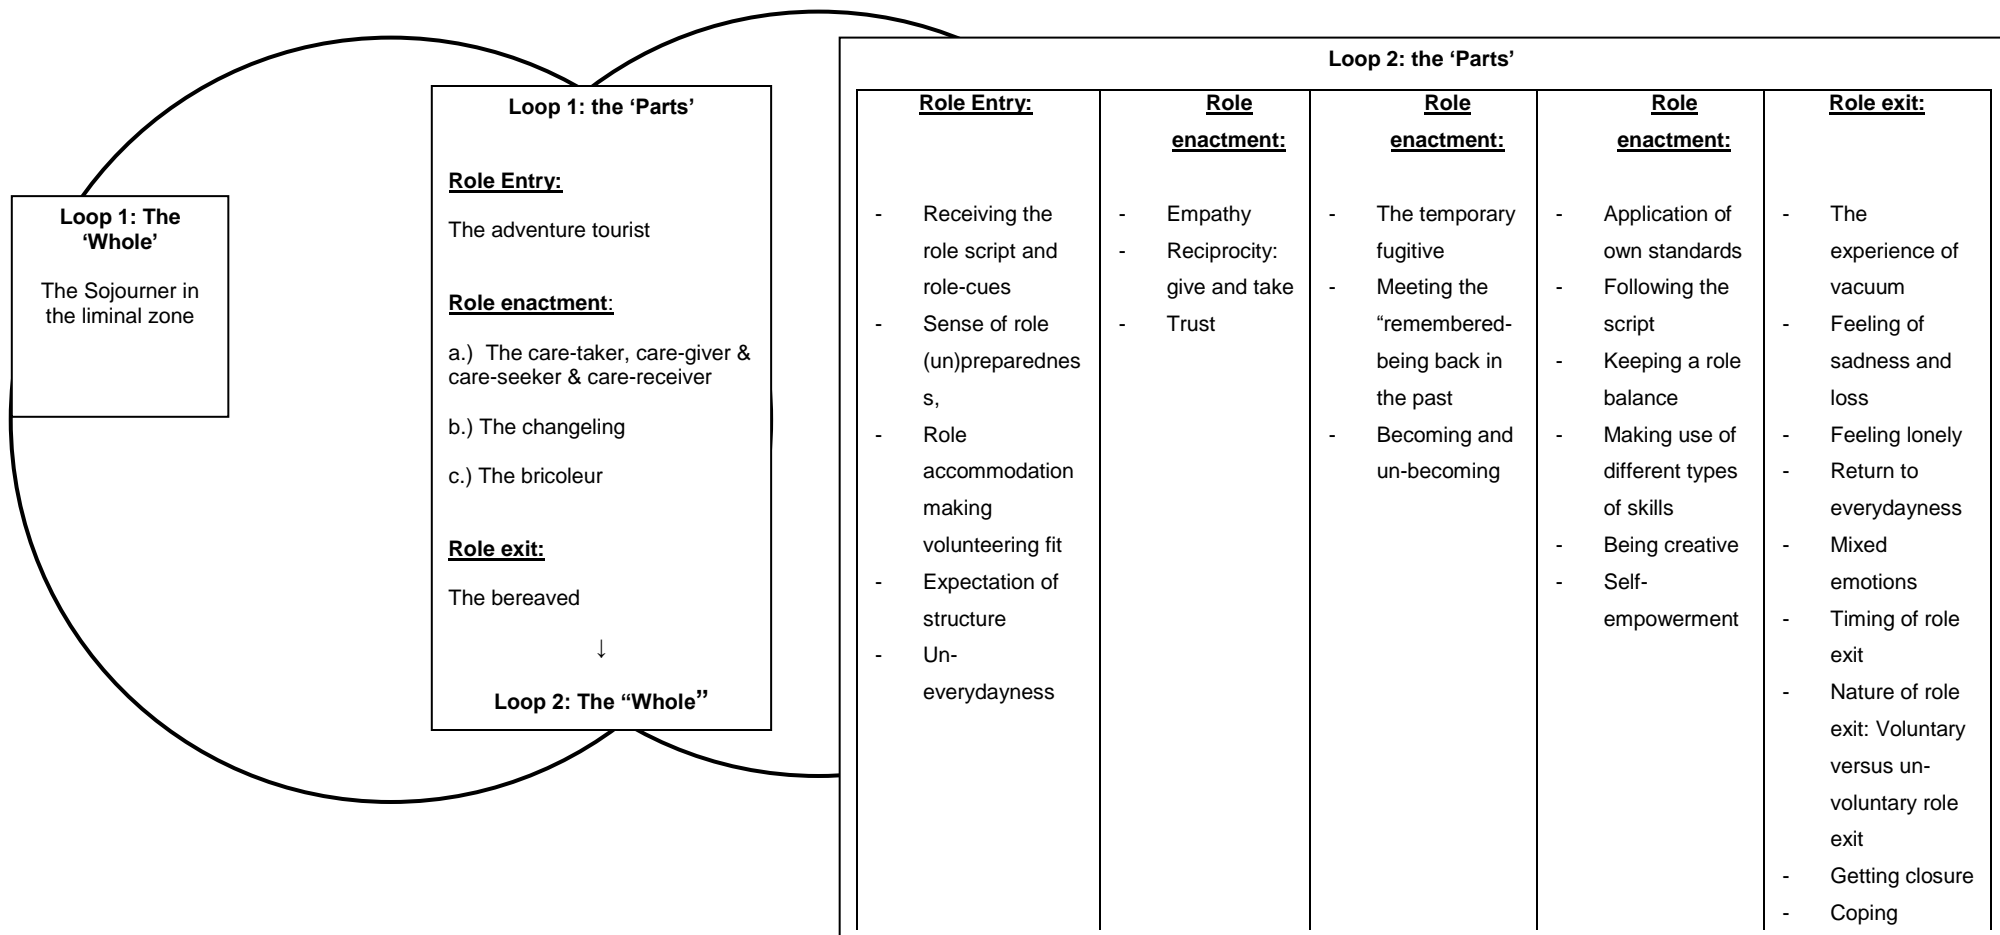 Loop 1: The
‘Whole’
The Sojourner in
the liminal zone
Loop 1: the ‘Parts’
Role Entry:
The adventure tourist
Role enactment:
a.) The care-taker, care-giver &
care-seeker & care-receiver
b.) The changeling
c.) The bricoleur
Role exit:
The bereaved
↓
Loop 2: The “Whole”
Loop 2: the ‘Parts’
Role Entry:
- Receiving the
role script and
role-cues
- Sense of role
(un)preparednes
s,
- Role
accommodation
making
volunteering fit
- Expectation of
structure
- Un-
everydayness
Role
enactment:
- Empathy
- Reciprocity:
give and take
- Trust
Role
enactment:
- The temporary
fugitive
- Meeting the
“remembered-
being back in
the past
- Becoming and
un-becoming
Role
enactment:
- Application of
own standards
- Following the
script
- Keeping a role
balance
- Making use of
different types
of skills
- Being creative
- Self-
empowerment
Role exit:
- The
experience of
vacuum
- Feeling of
sadness and
loss
- Feeling lonely
- Return to
everydayness
- Mixed
emotions
- Timing of role
exit
- Nature of role
exit: Voluntary
versus un-
voluntary role
exit
- Getting closure
- Coping